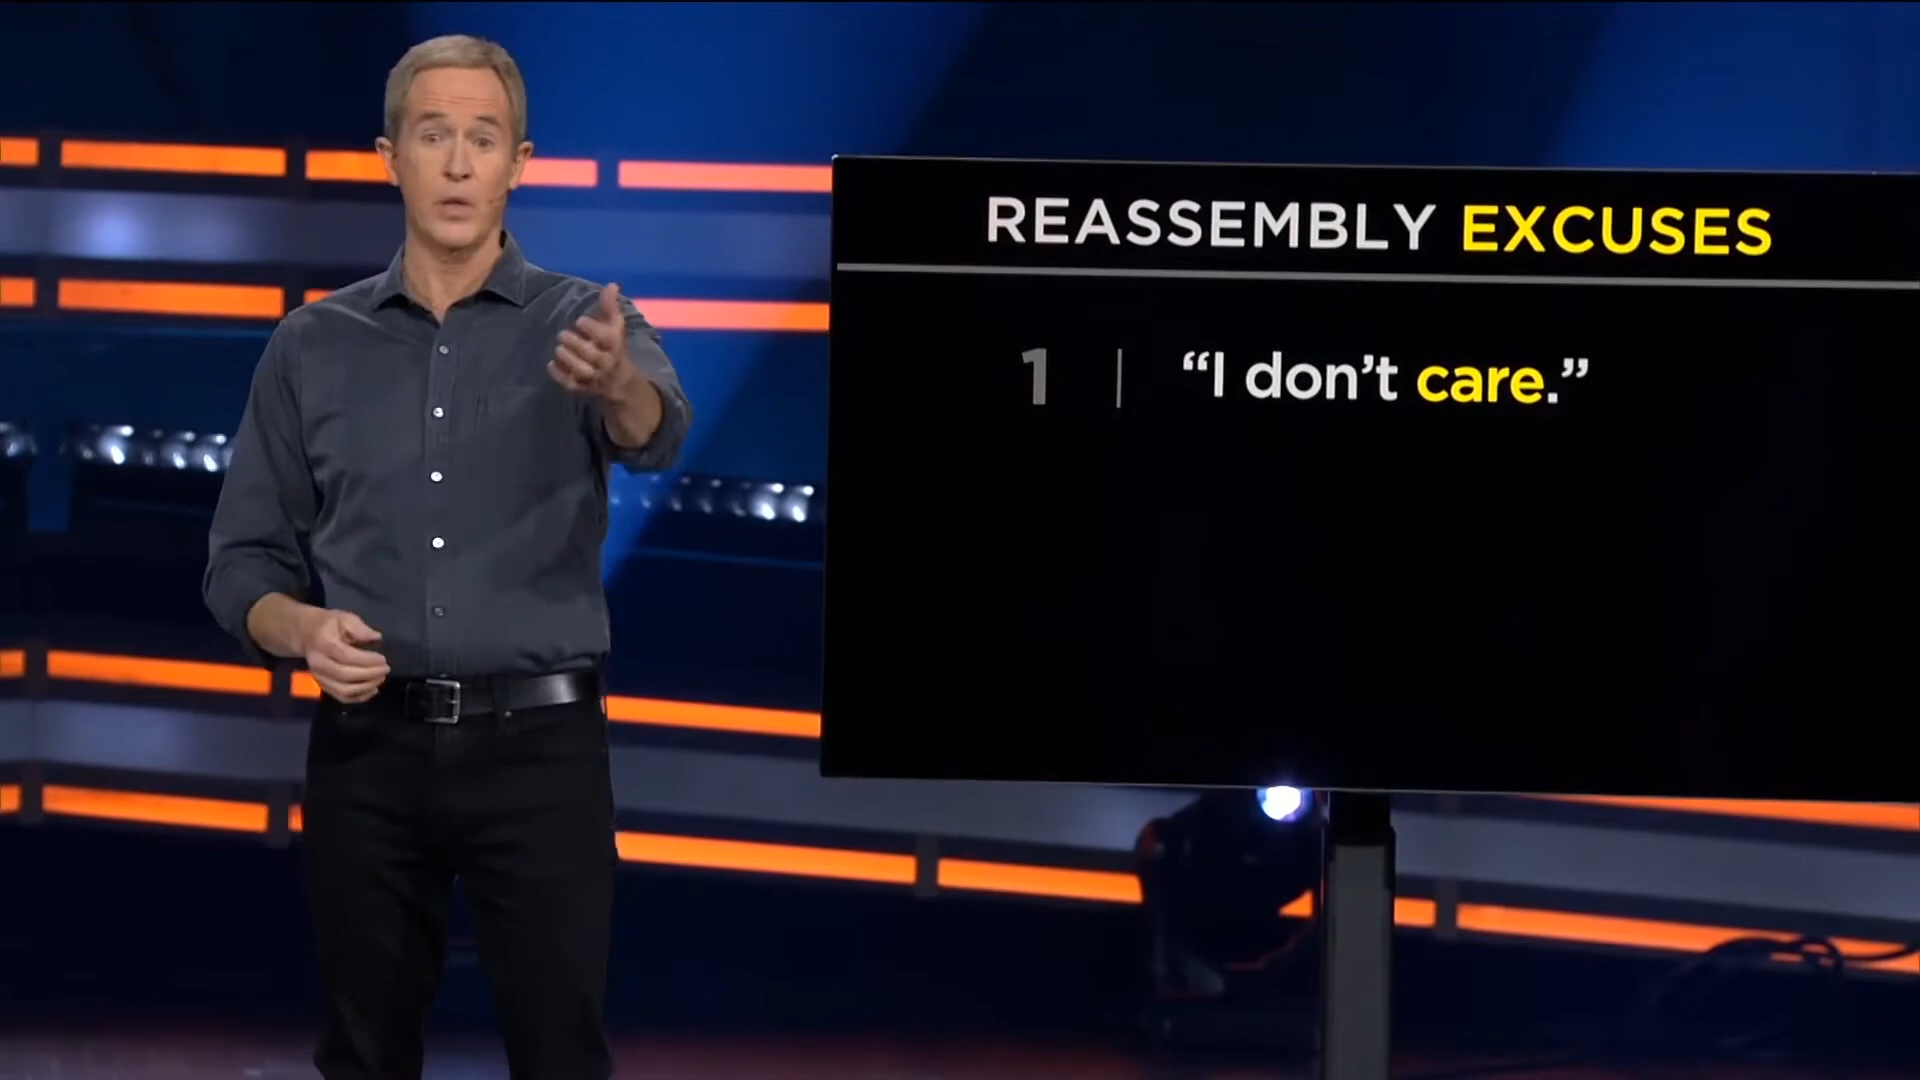 REASSEMBLY EXCUSES
1 | “I don’t care.”